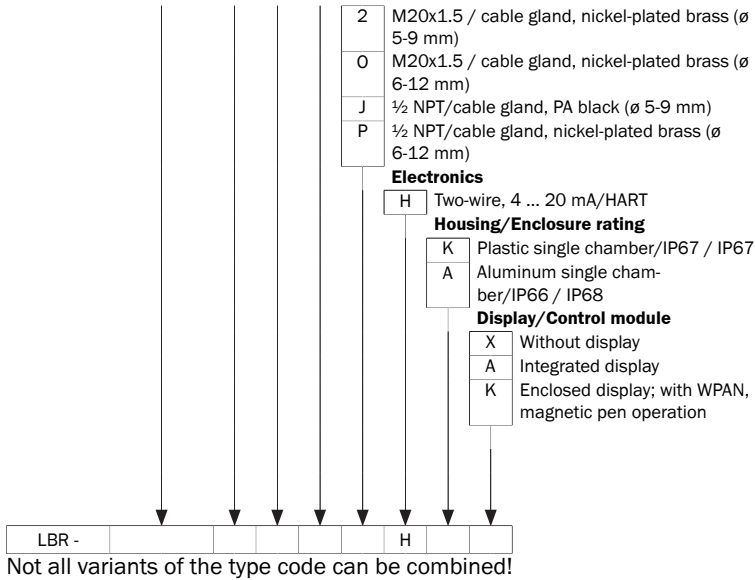 2 M20x1.5 / cable gland, nickel-plated brass (ø
5-9 mm)
O M20x1.5 / cable gland, nickel-plated brass (ø
6-12 mm)
J ½ NPT/cable gland, PA black (ø 5-9 mm)
P ½ NPT/cable gland, nickel-plated brass (ø
6-12 mm)
Electronics
H Two-wire, 4 ... 20 mA/HART
Housing/Enclosure rating
K Plastic single chamber/IP67 / IP67
A Aluminum single cham-
ber/IP66 / IP68
Display/Control module
X Without display
A Integrated display
K Enclosed display; with WPAN,
magnetic pen operation
LBR - H
Not all variants of the type code can be combined!